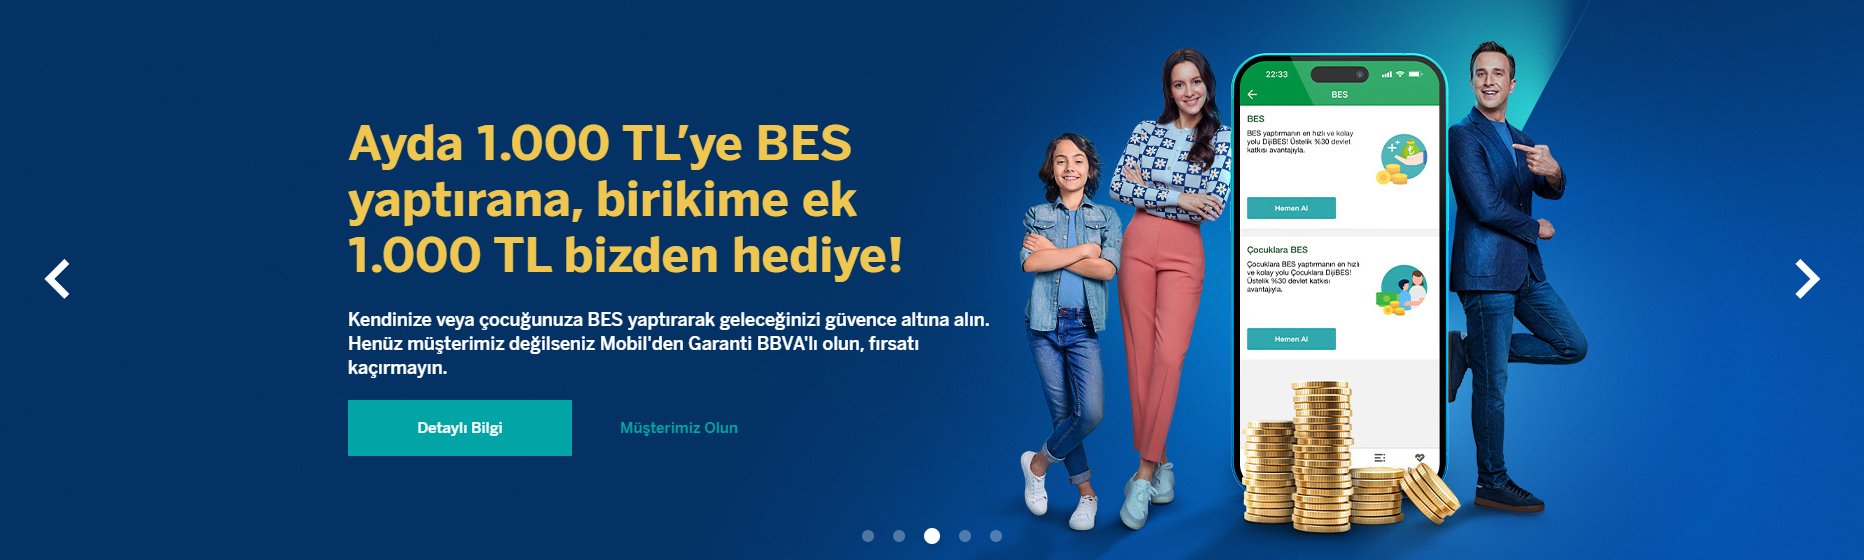 Ayda 1.000 TL’ye BES
yaptırana, birikime ek
1.000 TL bizden hediye!
Kendinize veya çocuğunuza BES yaptırarak geleceğinizi güvence altına alın.
Henüz müşterimiz değilseniz Mobil'den Garanti BBVA'lı olun, fırsatı
kaçırmayın.
Detaylı Bilgi
Müşterimiz Olun
22:33
BES
BES
BES yaptırmanın en hızlı ve kolay
yolu DijiBES! Üstelik %30 devlet
katkısı avantajıyla.
Hemen Al
Çocuklara BES
Çocuklara BES yaptırmanın en hızlı
ve kolay yolu Çocuklara DijiBES!
Üstelik %30 devlet katkısı
avantajıyla.
Hemen Al